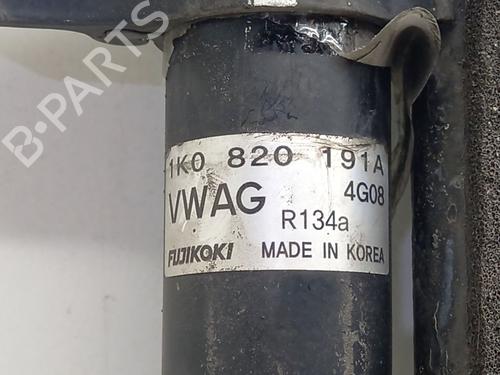 B-PARTS
1K0 820 191A
VWAG 4G08
R134a
FUJIKOKI MADE IN KOREA